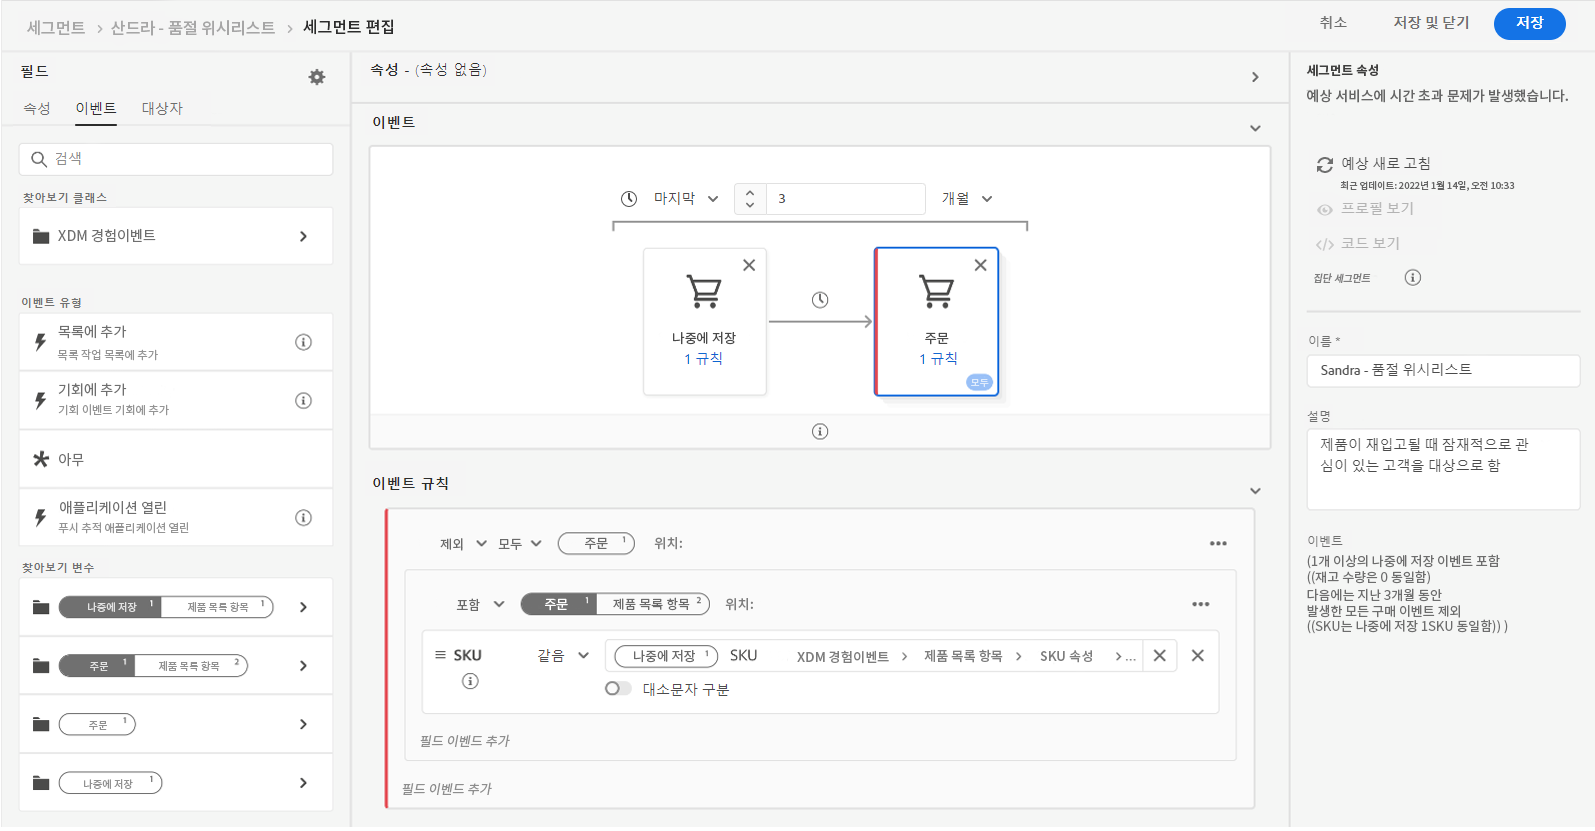 세그먼트 > 산드라 - 품절 위시리스트 > 세그먼트 편집
취소 저장 및 닫기 저장
필드
속성 이벤트 대상자
검색
찾아보기 클래스
XDM 경험이벤트
이벤트 유형
목록에 추가
목록 작업 목록에 추가
기회에 추가
기회 이벤트 기회에 추가
아무
애플리케이션 열린
푸시 추적 애플리케이션 열린
찾아보기 변수
나중에 저장 1 제품 목록 항목 1
주문 1 제품 목록 항목 2
주문 1
나중에 저장 1
속성 - (속성 없음)
이벤트
마지막 3 개월
나중에 저장
1 규칙
주문
1 규칙
모두
이벤트 규칙
제외 모두 주문 1 위치:
포함 주문 1 제품 목록 항목 2 위치:
SKU 같음 나중에 저장 1 SKU XDM 경험이벤트 > 제품 목록 항목 > SKU 속성 > ...
대소문자 구분
필드 이벤드 추가
필드 이벤드 추가
세그먼트 속성
예상 서비스에 시간 초과 문제가 발생했습니다.
예상 새로 고침
최근 업데이트: 2022년 1월 14일, 오전 10:33
프로필 보기
코드 보기
집단 세그먼트
이름 *
Sandra - 품절 위시리스트
설명
제품이 재입고될 때 잠재적으로 관
심이 있는 고객을 대상으로 함
이벤트
(1개 이상의 나중에 저장 이벤트 포함
((재고 수량은 0 동일함)
다음에는 지난 3개월 동안
발생한 모든 구매 이벤트 제외
((SKU는 나중에 저장 1SKU 동일함)) )